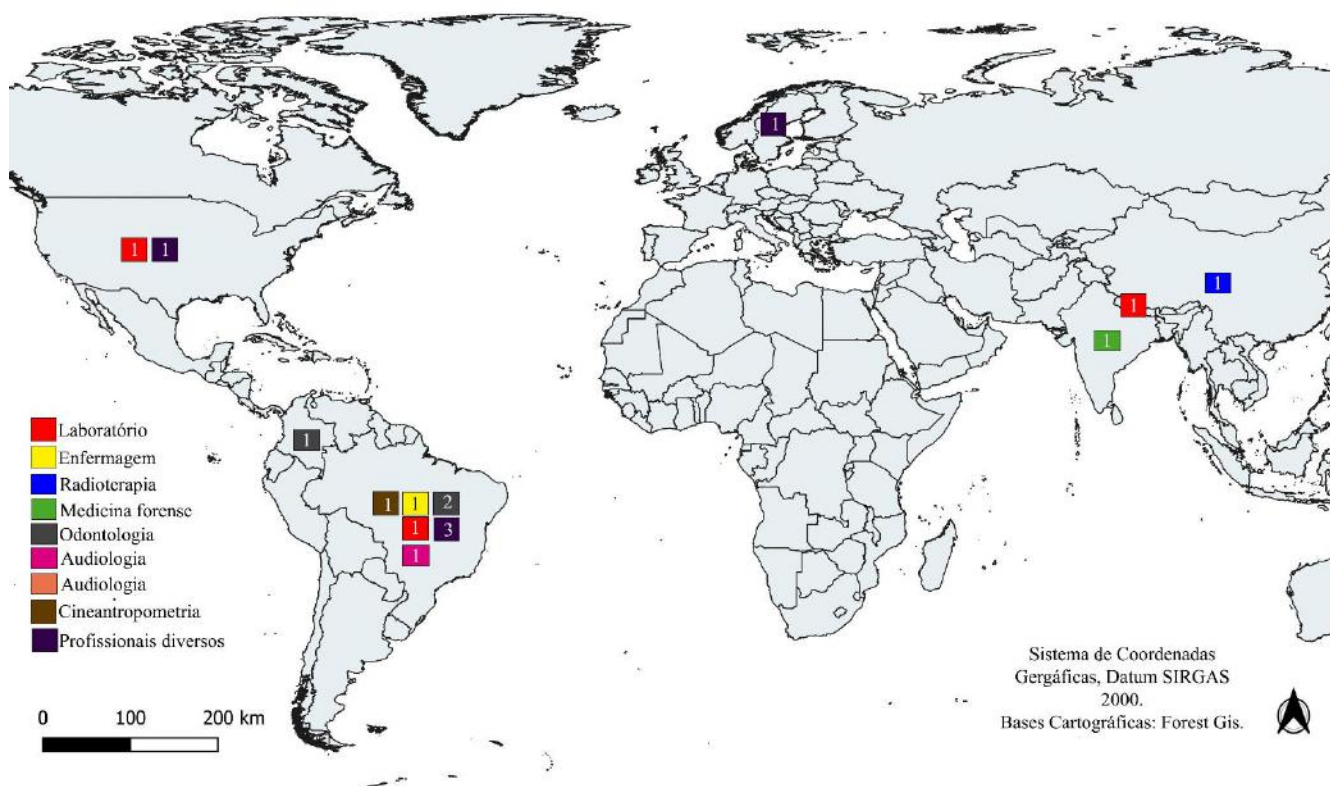 1
1 1
1
1
1
1
1 1 2
1 3
1
Laboratório
Enfermagem
Radioterapia
Medicina forense
Odontologia
Audiologia
Audiologia
Cineantropometria
Profissionais diversos
0 100 200 km
Sistema de Coordenadas
Gergáficas, Datum SIRGAS
2000.
Bases Cartográficas: Forest Gis.